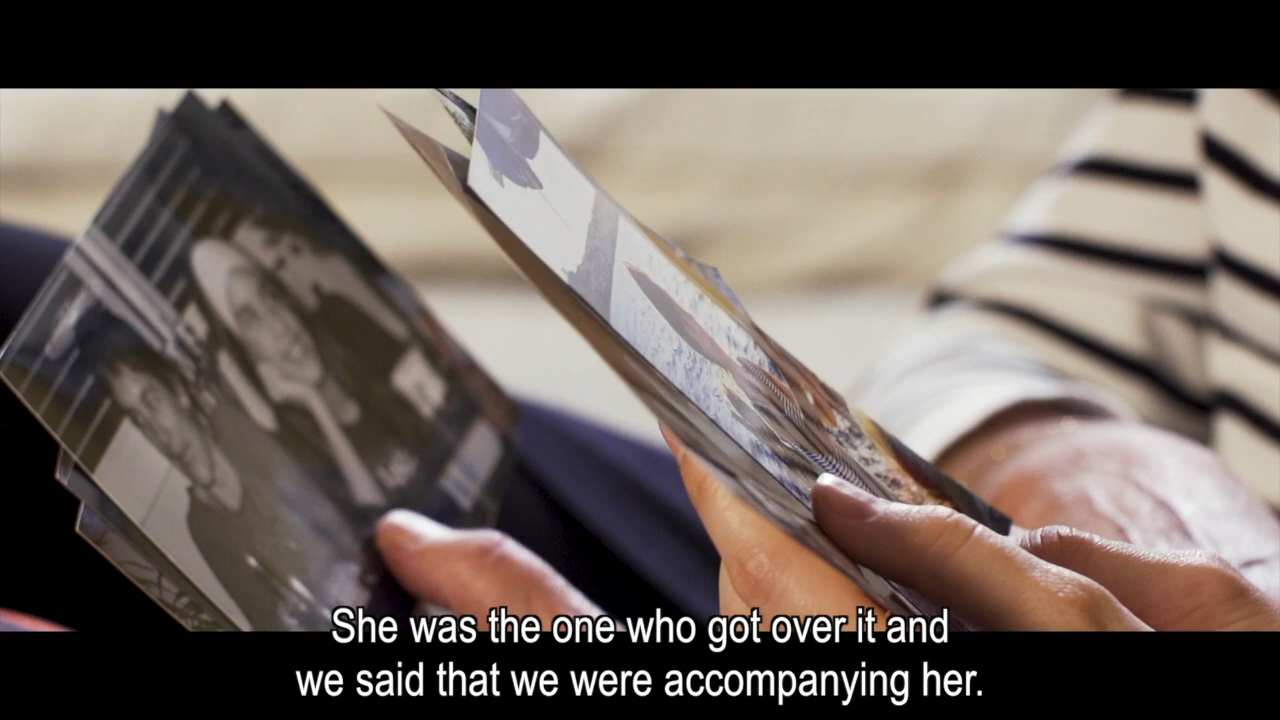 She was the one who got over it and
we said that we were accompanying her.